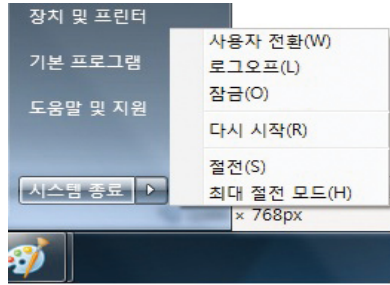 장치 및 프린터
기본 프로그램
도움말 및 지원
시스템 종료
사용자 전환(W)
로그오프(L)
잠금(O)
다시 시작(R)
절전(S)
최대 절전 모드(H)
× 768px